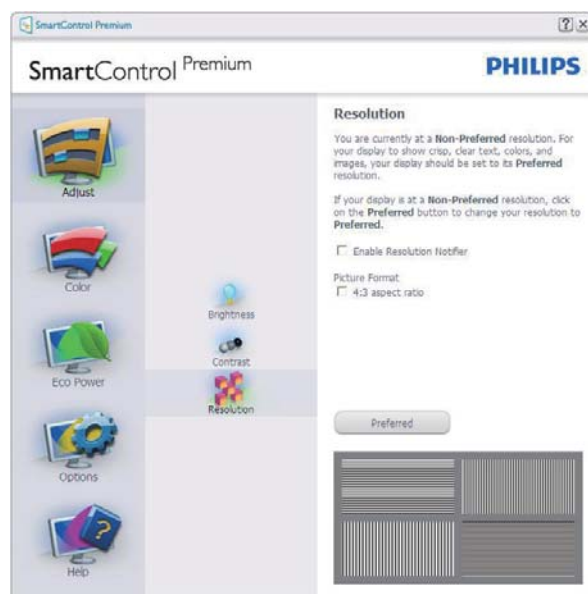 SmartControl Premium
SmartControl Premium
PHILIPS
Adjust
Color
Eco Power
Options
Help
Brightness
Contrast
Resolution
Resolution
You are currently at a Non-Preferred resolution. For
your display to show crisp, clear text, colors, and
images, your display should be set to its Preferred
resolution.
If your display is at a Non-Preferred resolution, click
on the Preferred button to change your resolution to
Preferred.
Enable Resolution Notifier
Picture Format
4:3 aspect ratio
Preferred